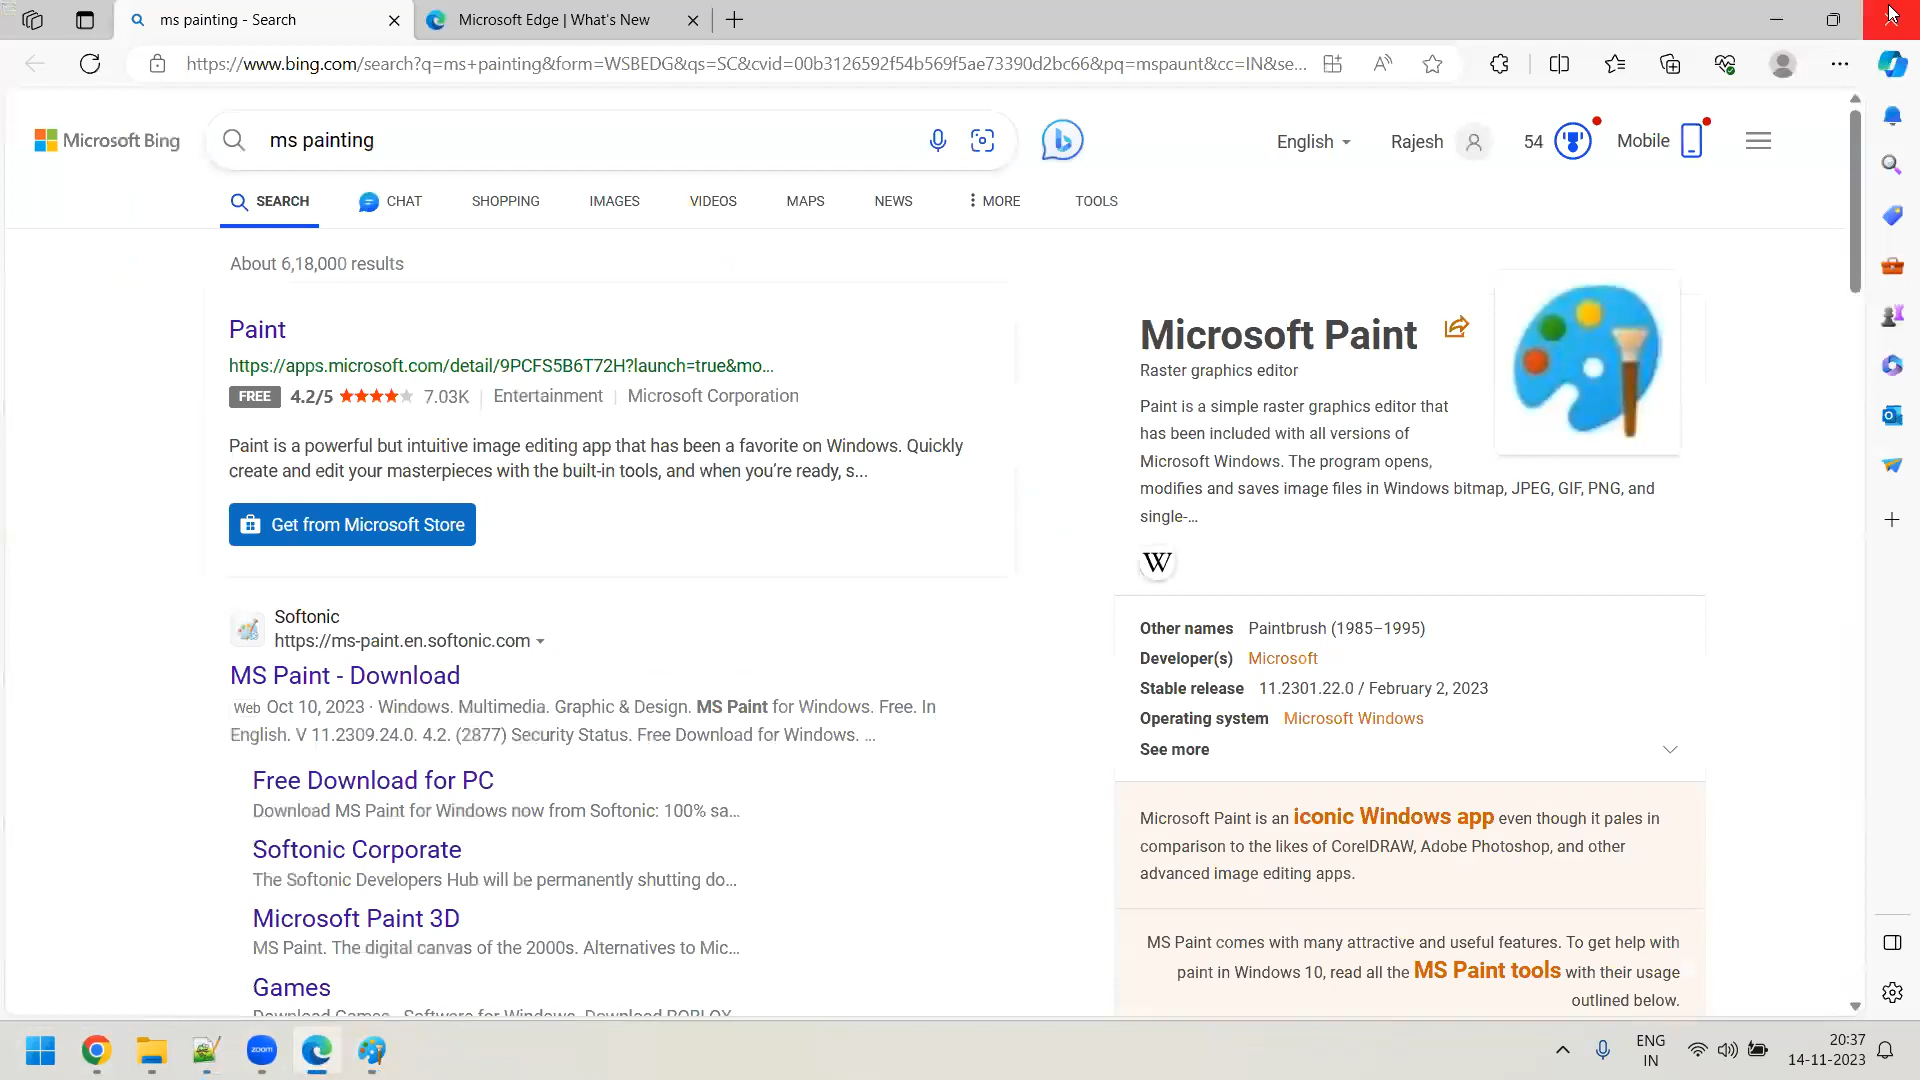 ms painting - Search
Microsoft Edge | What's New
https://www.bing.com/search?q=ms+painting&form=WSBEDG&qs=SC&cvid=00b3126592f54b569f5ae73390d2bc66&pq=mspaunt&cc=IN&se...
Microsoft Bing
ms painting
English
Rajesh
54
Mobile
SEARCH
CHAT
SHOPPING
IMAGES
VIDEOS
MAPS
NEWS
MORE
TOOLS
About 6,18,000 results
Paint
https://apps.microsoft.com/detail/9PCFS5B6T72H?launch=true&mo...
FREE 4.2/5 7.03K Entertainment Microsoft Corporation
Paint is a powerful but intuitive image editing app that has been a favorite on Windows. Quickly
create and edit your masterpieces with the built-in tools, and when you're ready, s...
Get from Microsoft Store
Softonic
https://ms-paint.en.softonic.com
MS Paint - Download
Web Oct 10, 2023 · Windows. Multimedia. Graphic & Design. MS Paint for Windows. Free. In
English. V 11.2309.24.0. 4.2. (2877) Security Status. Free Download for Windows. ...
Free Download for PC
Download MS Paint for Windows now from Softonic: 100% sa...
Softonic Corporate
The Softonic Developers Hub will be permanently shutting do...
Microsoft Paint 3D
MS Paint. The digital canvas of the 2000s. Alternatives to Mic...
Games
Download Games - Software for Windows. Download ROBLOX
Microsoft Paint
Raster graphics editor
Paint is a simple raster graphics editor that
has been included with all versions of
Microsoft Windows. The program opens,
modifies and saves image files in Windows bitmap, JPEG, GIF, PNG, and
single-...
W
Other names Paintbrush (1985–1995)
Developer(s) Microsoft
Stable release 11.2301.22.0 / February 2, 2023
Operating system Microsoft Windows
See more
Microsoft Paint is an iconic Windows app even though it pales in
comparison to the likes of CorelDRAW, Adobe Photoshop, and other
advanced image editing apps.
MS Paint comes with many attractive and useful features. To get help with
paint in Windows 10, read all the MS Paint tools with their usage
outlined below.
zoom
ENG
IN
20:37
14-11-2023